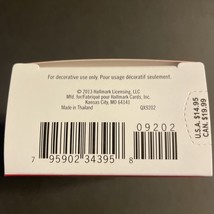 For decorative use only. Pour usage décoratif seulement.
© 2013 Hallmark Licensing, LLC
Mfd. for/Fabriqué pour Hallmark Cards, Inc.
Kansas City, MO 64141
Made in Thailand QXI202
09202
7 95902 34395 8
U.S.A. $14.95
CAN. $19.99